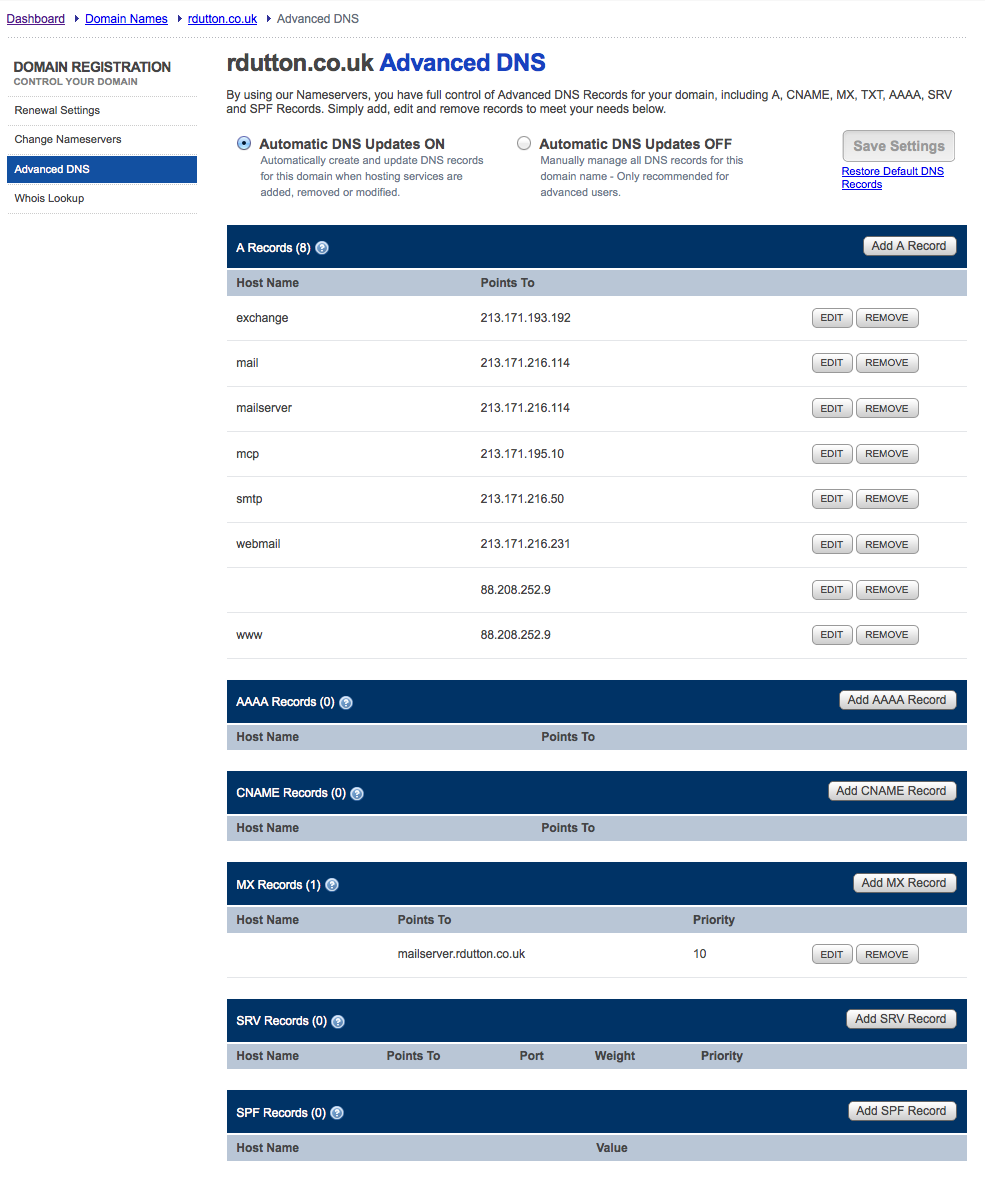 Dashboard Domain Names rdutton.co.uk Advanced DNS
DOMAIN REGISTRATION
CONTROL YOUR DOMAIN
Renewal Settings
Change Nameservers
Advanced DNS
Whois Lookup
rdutton.co.uk Advanced DNS
By using our Nameservers, you have full control of Advanced DNS Records for your domain, including A, CNAME, MX, TXT, AAAA, SRV
and SPF Records. Simply add, edit and remove records to meet your needs below.
Automatic DNS Updates ON
Automatically create and update DNS records
for this domain when hosting services are
added, removed or modified.
Automatic DNS Updates OFF
Manually manage all DNS records for this
domain name - Only recommended for
advanced users.
Save Settings
Restore Default DNS
Records
A Records (8) ? Add A Record
Host Name Points To
exchange 213.171.193.192 EDIT REMOVE
mail 213.171.216.114 EDIT REMOVE
mailserver 213.171.216.114 EDIT REMOVE
mcp 213.171.195.10 EDIT REMOVE
smtp 213.171.216.50 EDIT REMOVE
webmail 213.171.216.231 EDIT REMOVE
88.208.252.9 EDIT REMOVE
www 88.208.252.9 EDIT REMOVE
AAAA Records (0) ? Add AAAA Record
Host Name Points To
CNAME Records (0) ? Add CNAME Record
Host Name Points To
MX Records (1) ? Add MX Record
Host Name Points To Priority
mailserver.rdutton.co.uk 10 EDIT REMOVE
SRV Records (0) ? Add SRV Record
Host Name Points To Port Weight Priority
SPF Records (0) ? Add SPF Record
Host Name Value